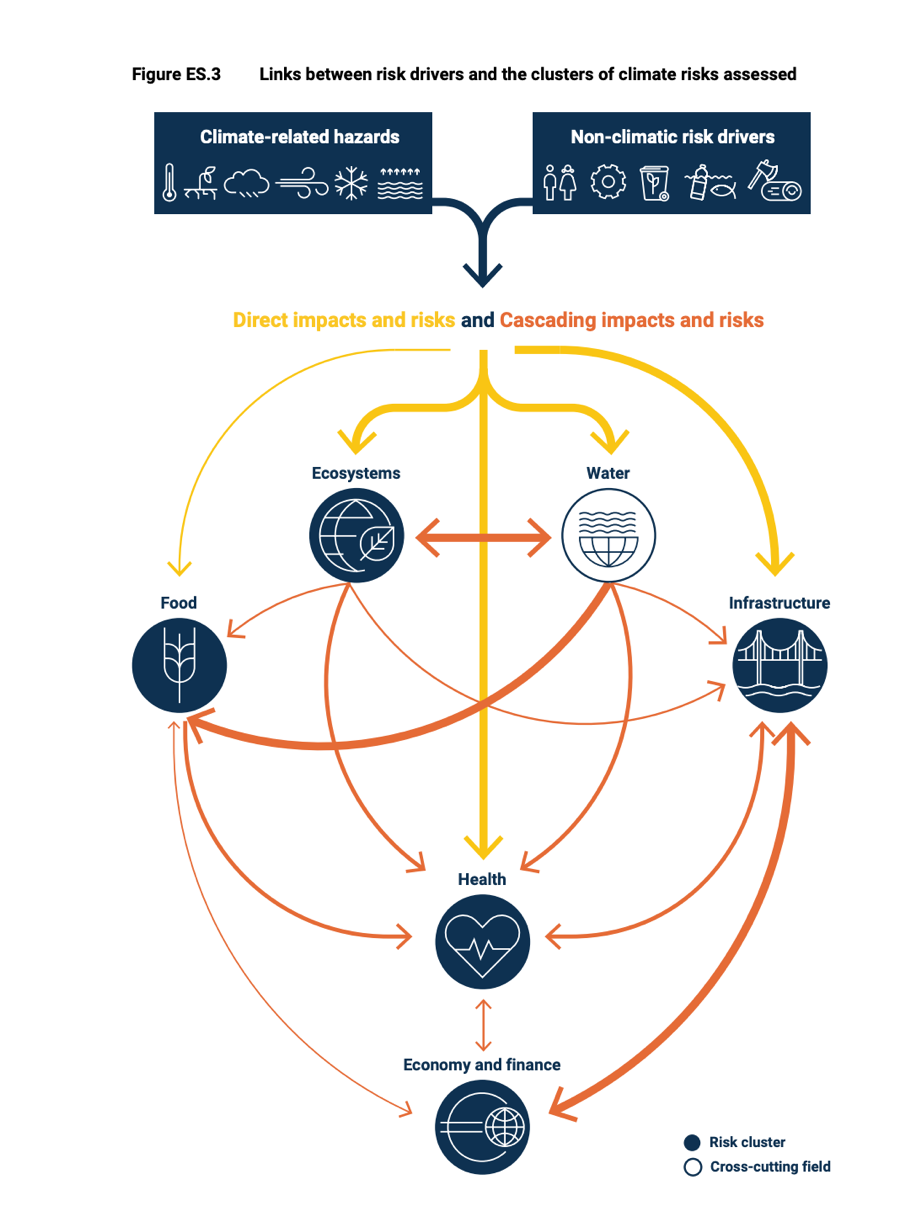 Figure ES.3 Links between risk drivers and the clusters of climate risks assessed
Climate-related hazards
Non-climatic risk drivers
Direct impacts and risks and Cascading impacts and risks
Ecosystems
Water
Food
Infrastructure
Health
Economy and finance
Risk cluster
Cross-cutting field